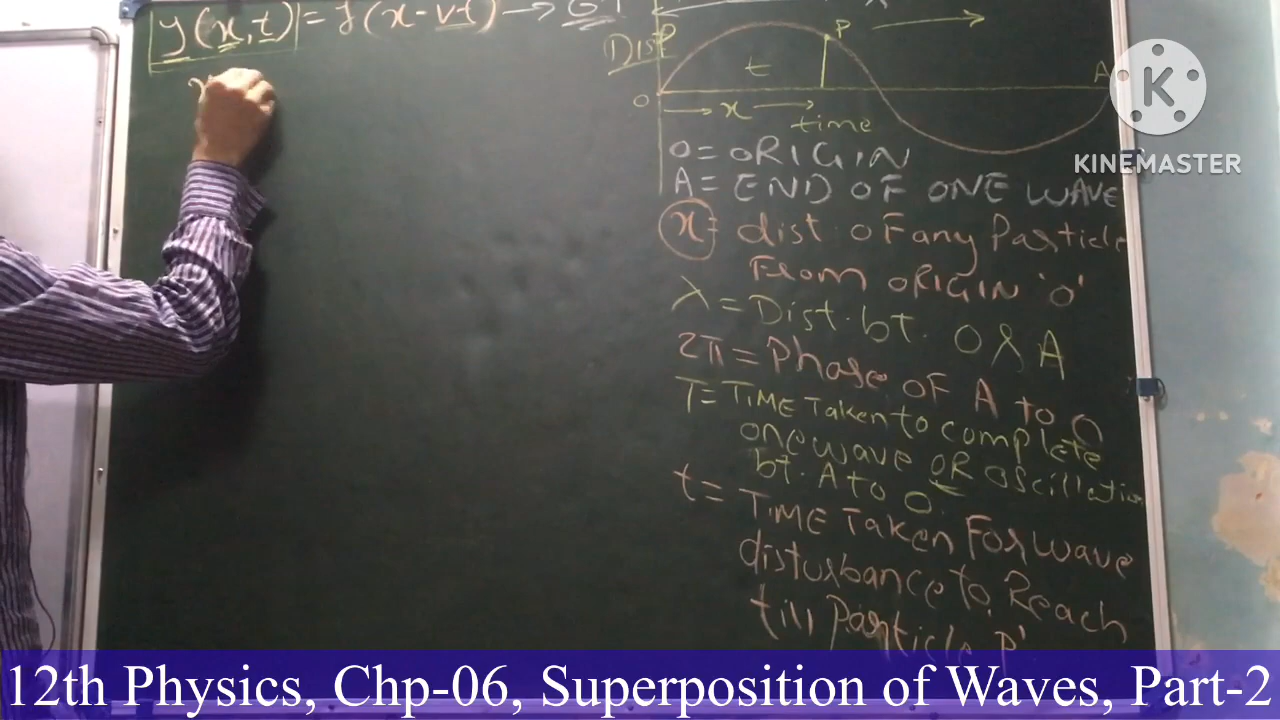 y(x,t) = f(x-vt) →
λ
Dist
P
t
A
O → x →
time
O = ORIGIN
A = END OF ONE WAVE
x = dist. OF any Particle
From ORIGIN 'O'
λ = Dist. bt. O & A
2π = Phase OF A to O
T = TIME Taken to complete
one wave OR Oscillation
bt. A to O.
t = TIME Taken For wave
disturbance to Reach
till Particle P'
K
KINEMASTER
12th Physics, Chp-06, Superposition of Waves, Part-2